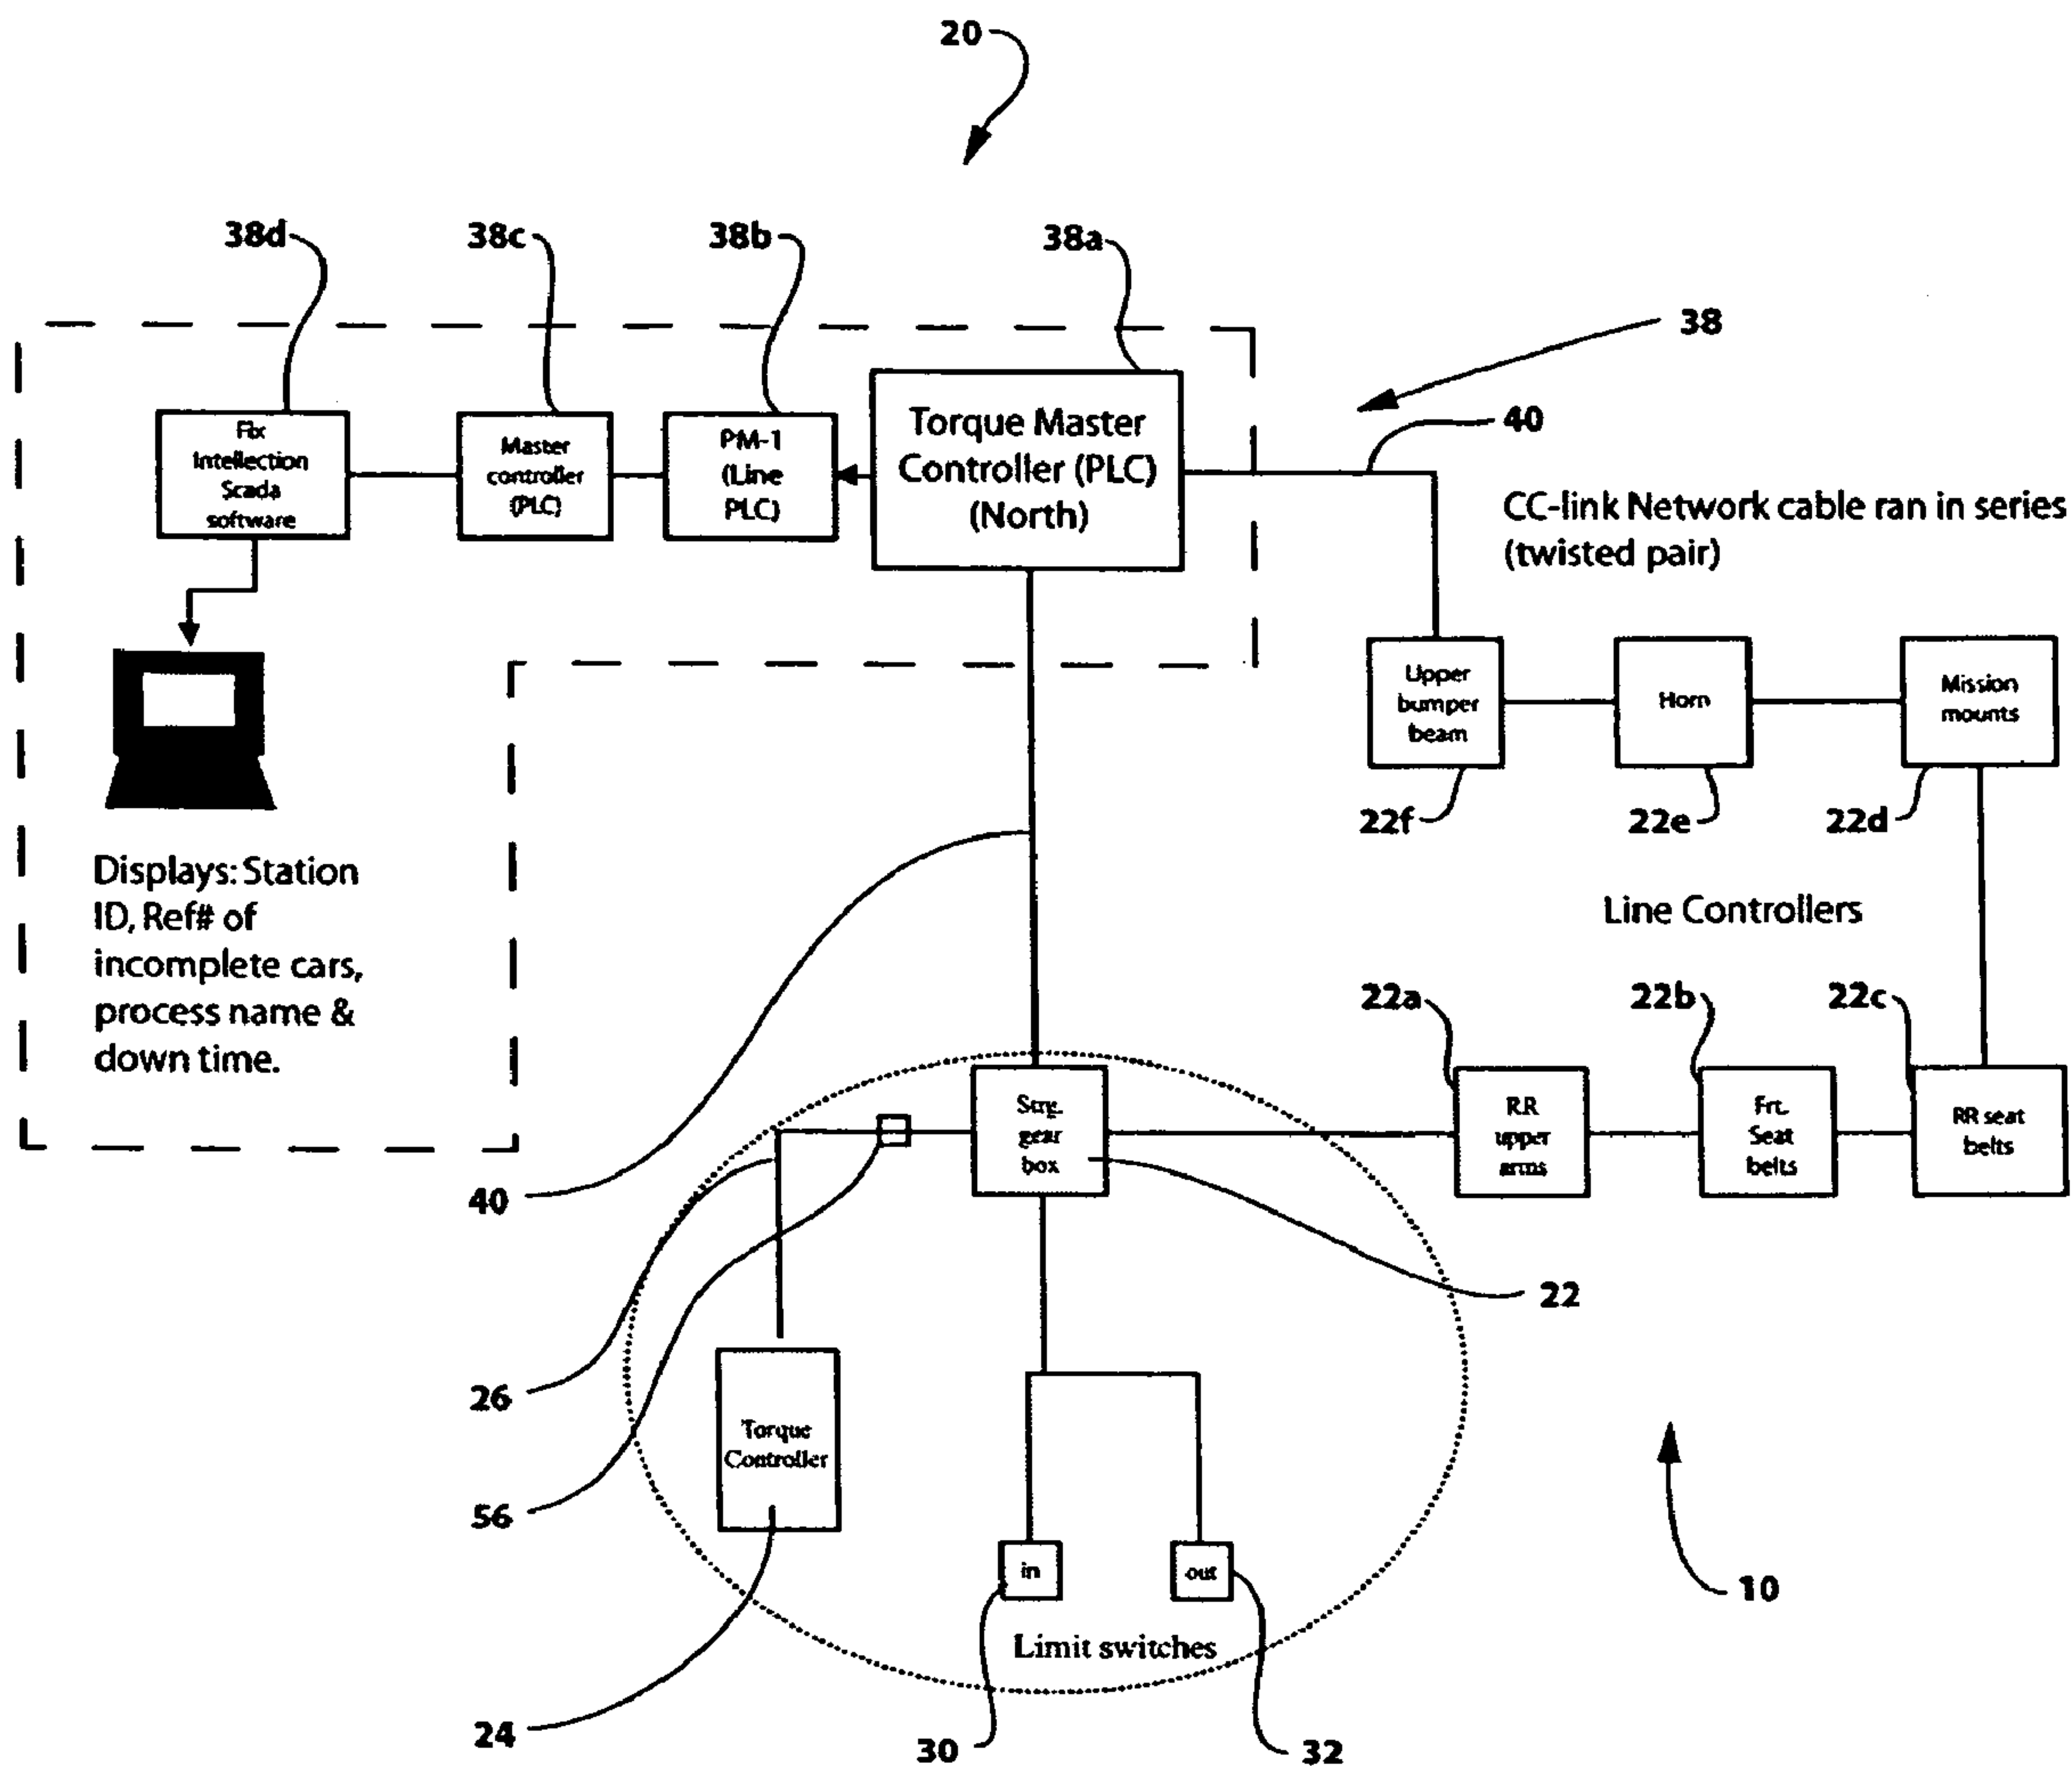 20
38d
38c
38b
38a
38
40
Fix
Intellection
Scada
software
Master
controller
(PLC)
PM-1
(Line
PLC)
Torque Master
Controller (PLC)
(North)
CC-link Network cable ran in series
(twisted pair)
Upper
bumper
beam
Horn
Mission
mounts
22f
22e
22d
Displays: Station
ID, Ref# of
incomplete cars,
process name &
down time.
Line Controllers
22a
22b
22c
Strg.
gear
box
RR
upper
arms
Frt.
Seat
belts
RR seat
belts
40
22
26
Torque
Controller
56
in
out
10
Limit switches
24
30
32